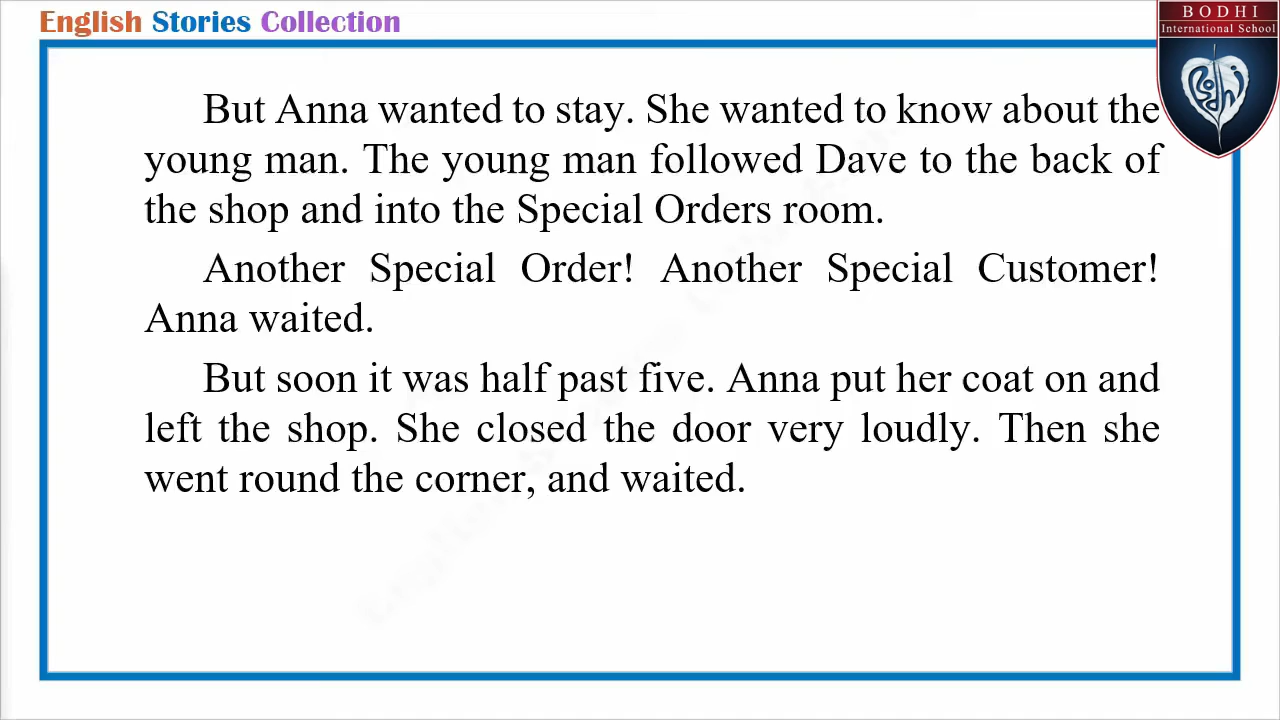 English Stories Collection
BODHI
International School
But Anna wanted to stay. She wanted to know about the
young man. The young man followed Dave to the back of
the shop and into the Special Orders room.
Another Special Order! Another Special Customer!
Anna waited.
But soon it was half past five. Anna put her coat on and
left the shop. She closed the door very loudly. Then she
went round the corner, and waited.